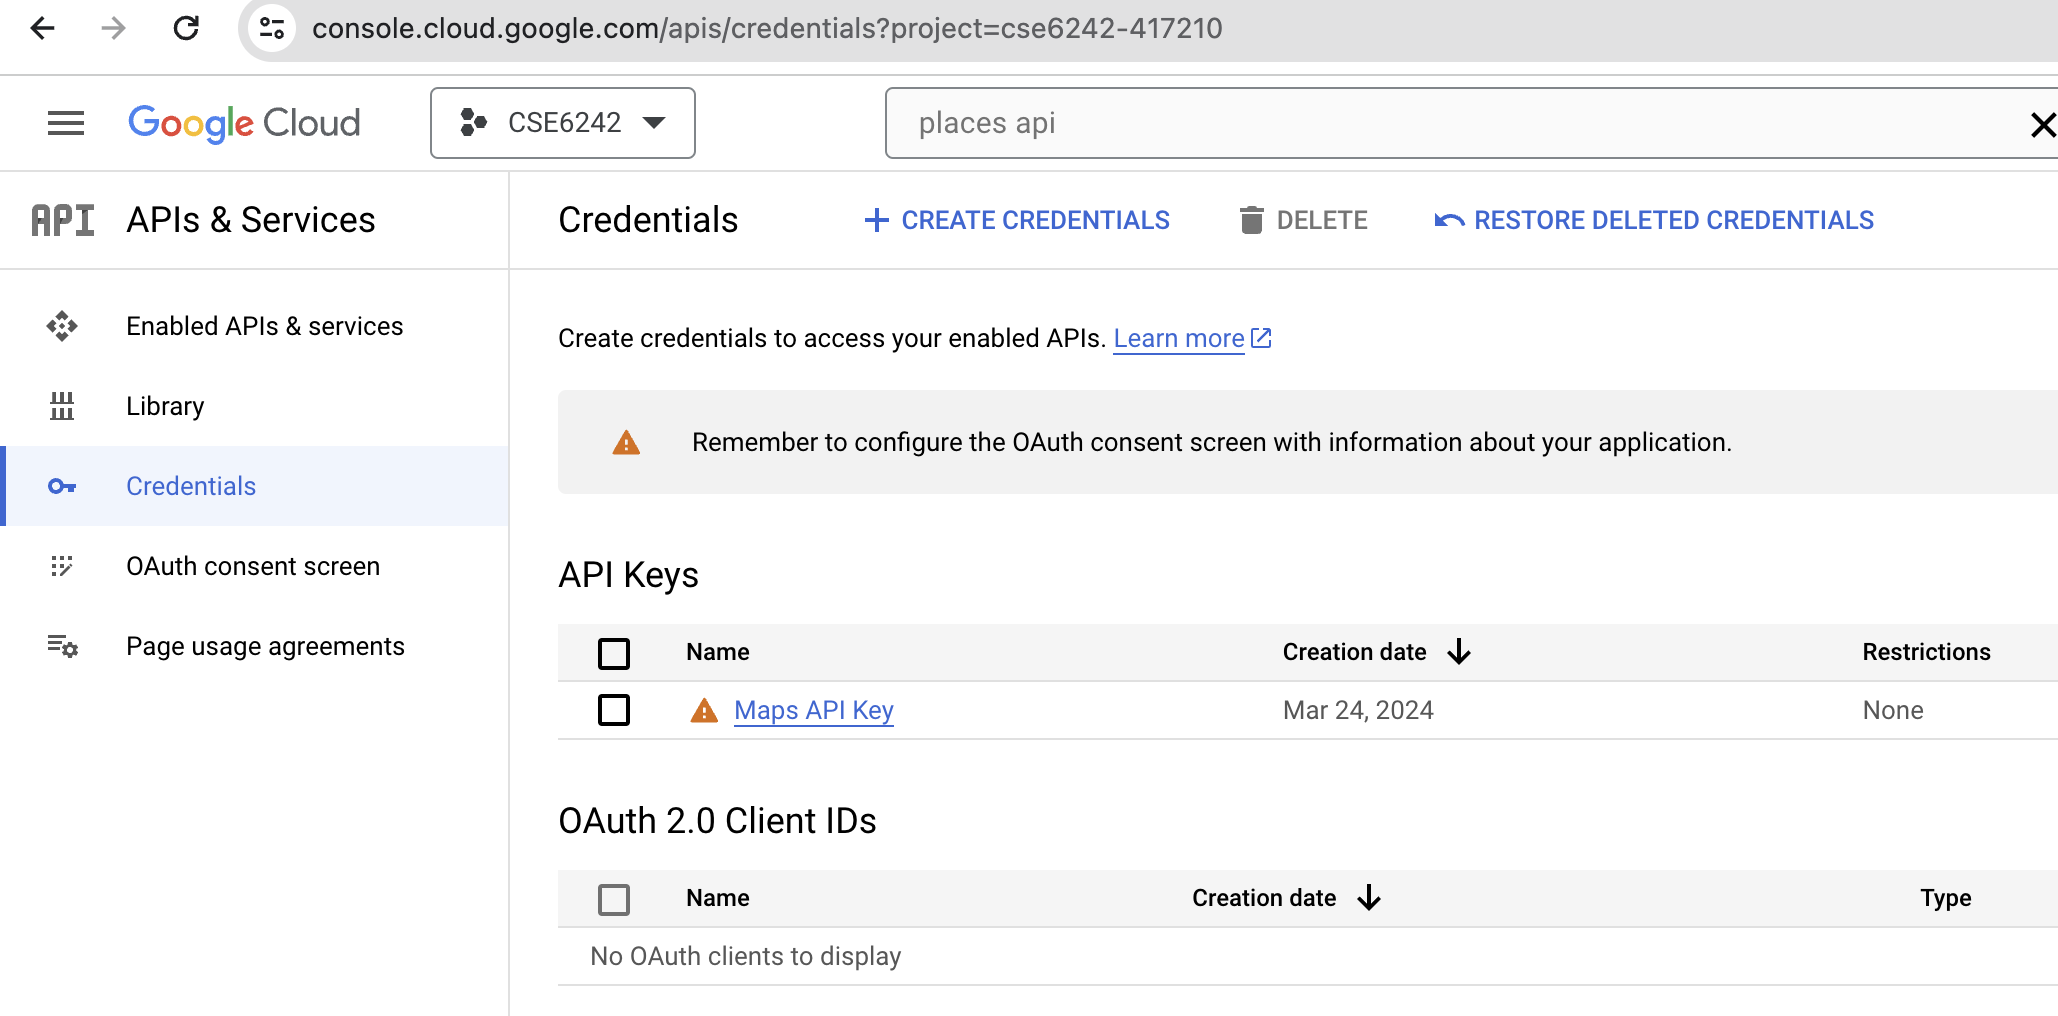 console.cloud.google.com/apis/credentials?project=cse6242-417210
Google Cloud
CSE6242
places api
API APIs & Services
Credentials
CREATE CREDENTIALS
DELETE
RESTORE DELETED CREDENTIALS
Enabled APIs & services
Library
Credentials
OAuth consent screen
Page usage agreements
Create credentials to access your enabled APIs. Learn more
Remember to configure the OAuth consent screen with information about your application.
API Keys
Name Creation date Restrictions
Maps API Key Mar 24, 2024 None
OAuth 2.0 Client IDs
Name Creation date Type
No OAuth clients to display